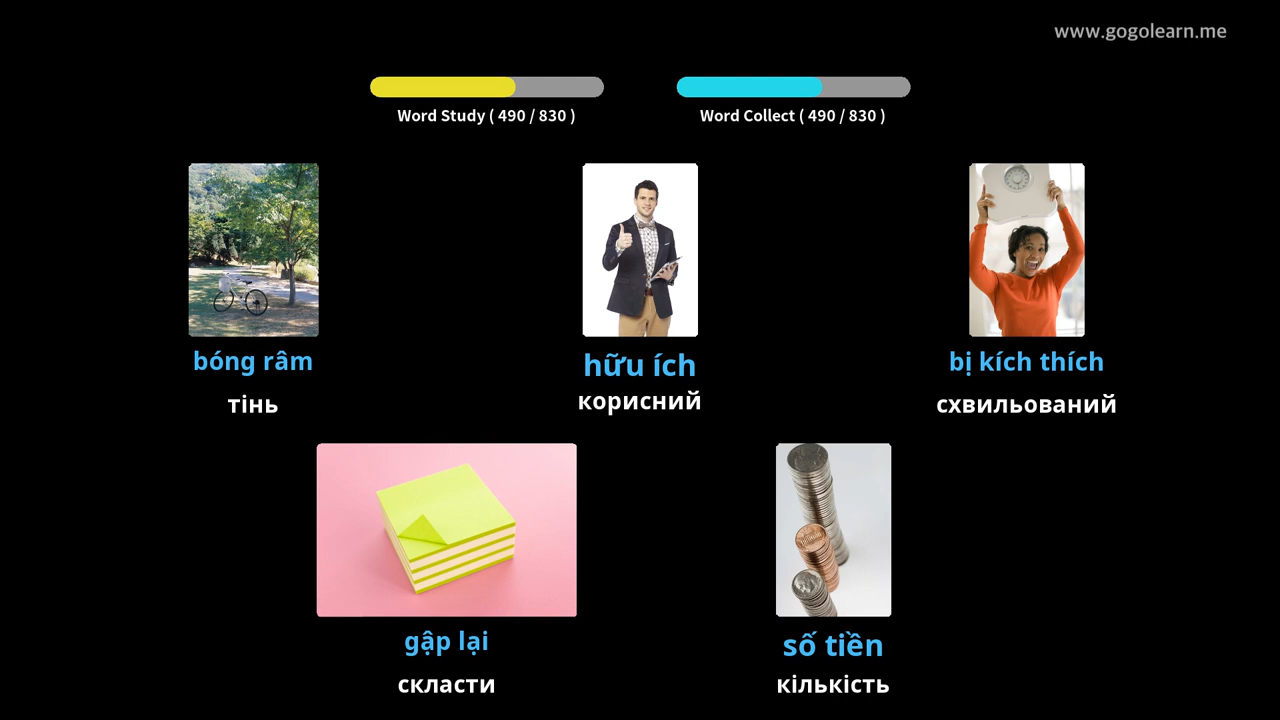 www.gogolearn.me
Word Study ( 490 / 830 )
Word Collect ( 490 / 830 )
bóng râm
тінь
hữu ích
корисний
bị kích thích
схвильований
gập lại
скласти
số tiền
кількість